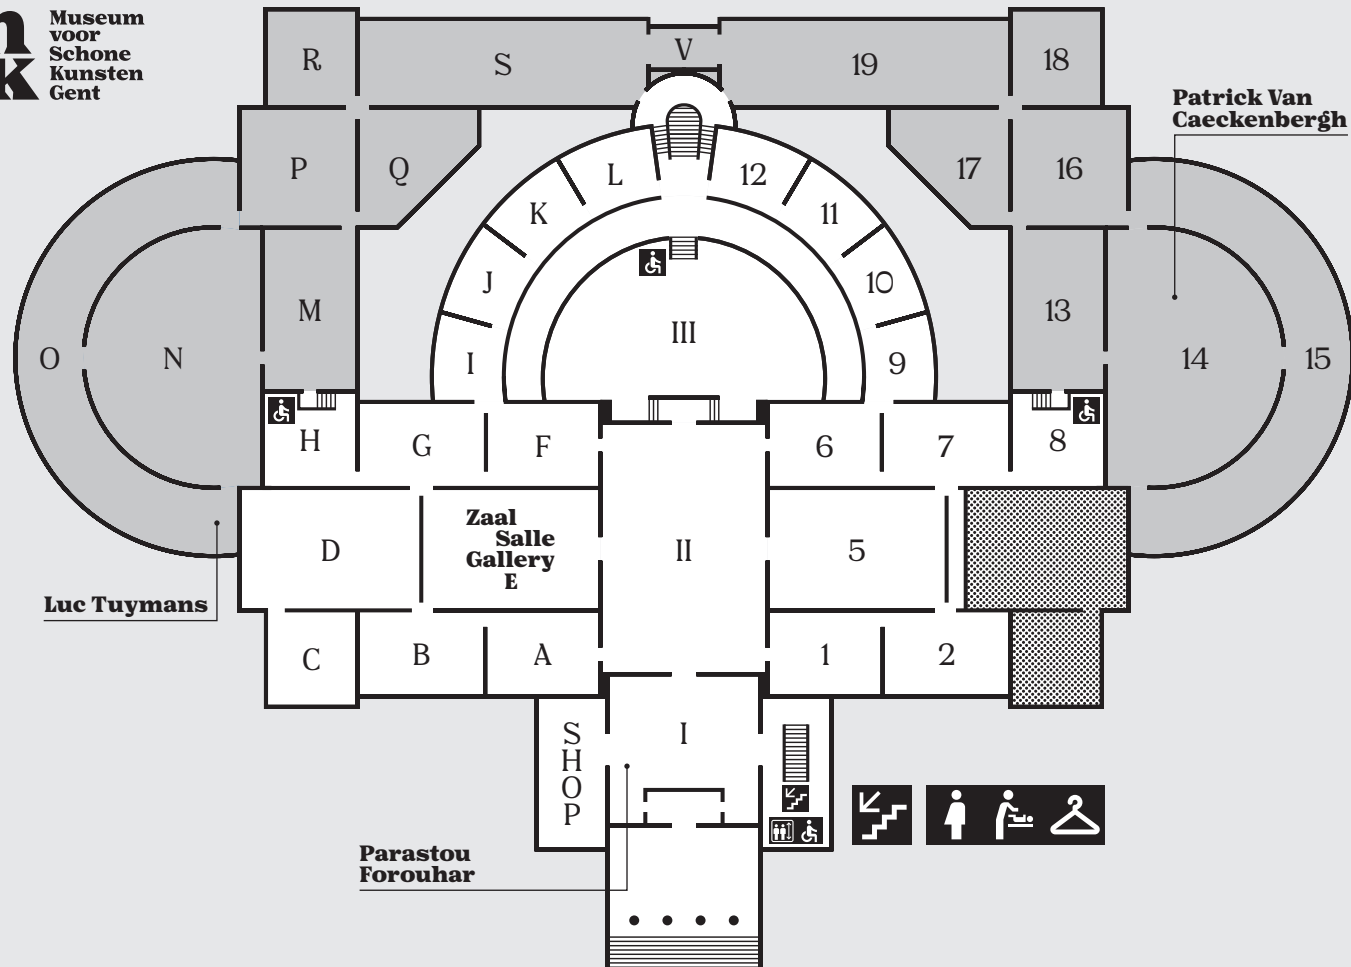 Museum
voor
Schone
Kunsten
Gent
R
S
V
19
18
Patrick Van
Caeckenbergh
P
Q
L
12
17
16
K
11
J
10
O
N
M
I
III
9
13
14
15
H
G
F
6
7
8
D
Zaal
Salle
Gallery
E
II
5
Luc Tuymans
C
B
A
1
2
SHOP
I
Parastou
Forouhar